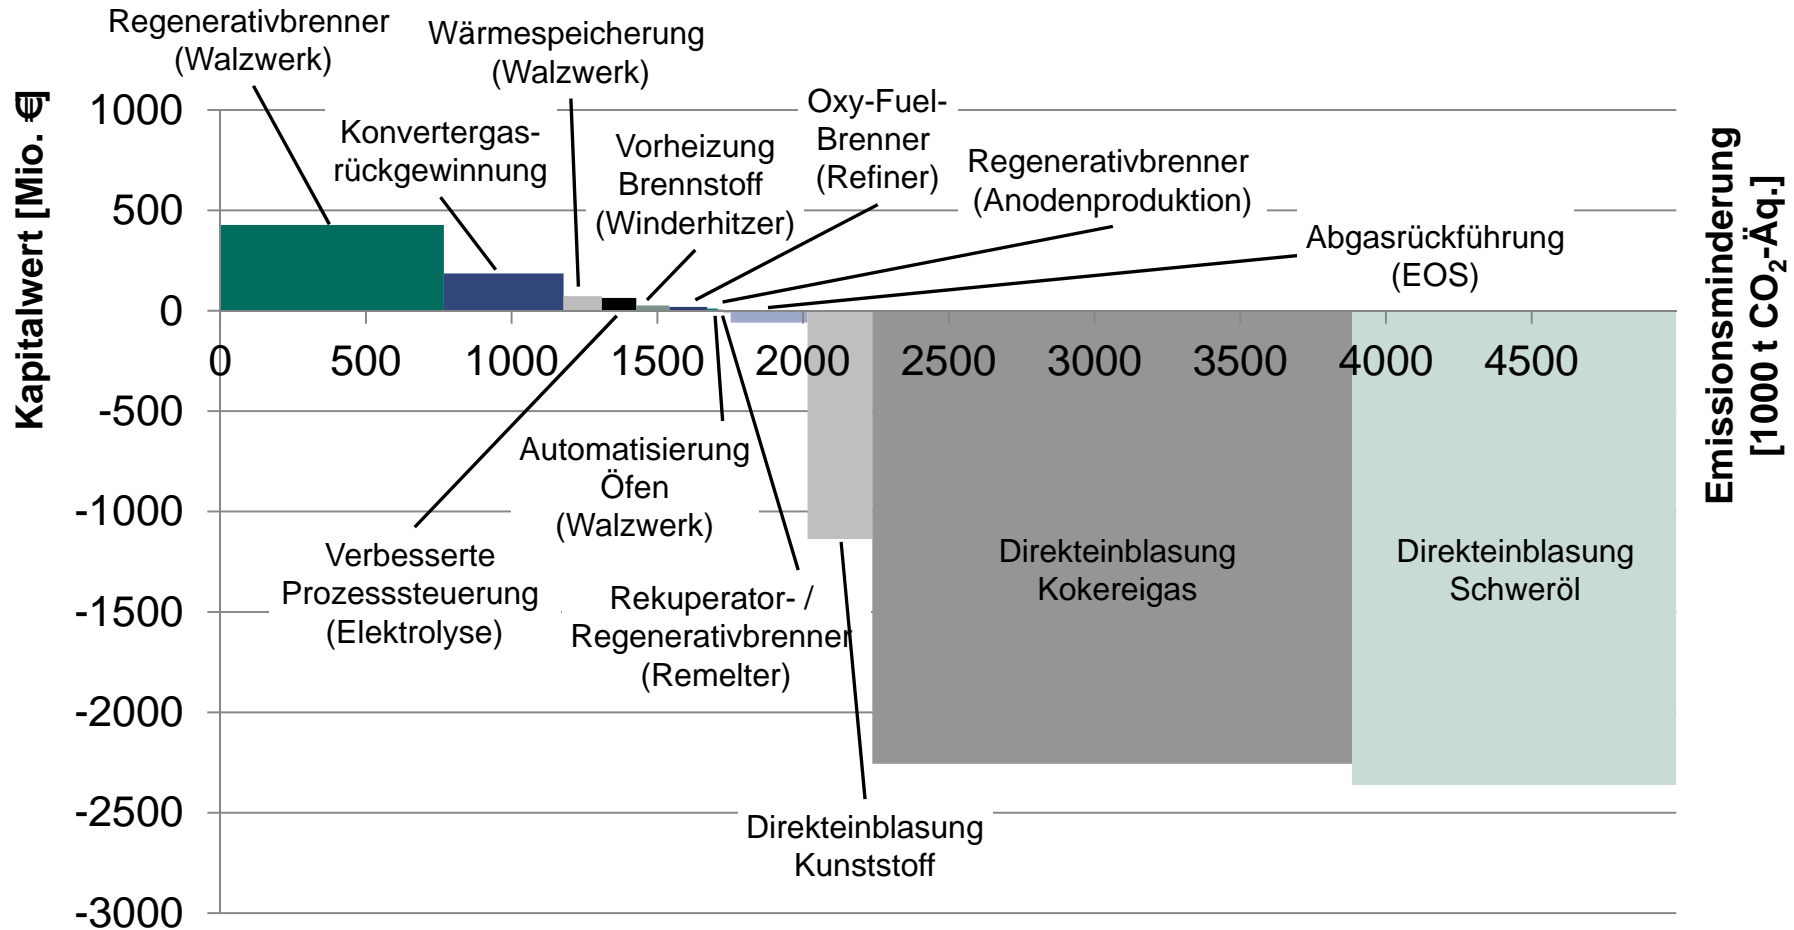 Regenerativbrenner
(Walzwerk)
Wärmespeicherung
(Walzwerk)
Konvertergas-
rückgewinnung
Vorheizung
Brennstoff
(Winderhitzer)
Oxy-Fuel-
Brenner
(Refiner)
Regenerativbrenner
(Anodenproduktion)
Abgasrückführung
(EOS)
Kapitalwert [Mio. €]
1000
500
0
-500
-1000
-1500
-2000
-2500
-3000
0 500 1000 1500 2000 2500 3000 3500 4000 4500
Emissionsminderung
[1000 t CO₂-Äq.]
Automatisierung
Öfen
(Walzwerk)
Verbesserte
Prozesssteuerung
(Elektrolyse)
Rekuperator- /
Regenerativbrenner
(Remelter)
Direkteinblasung
Kokereigas
Direkteinblasung
Schweröl
Direkteinblasung
Kunststoff